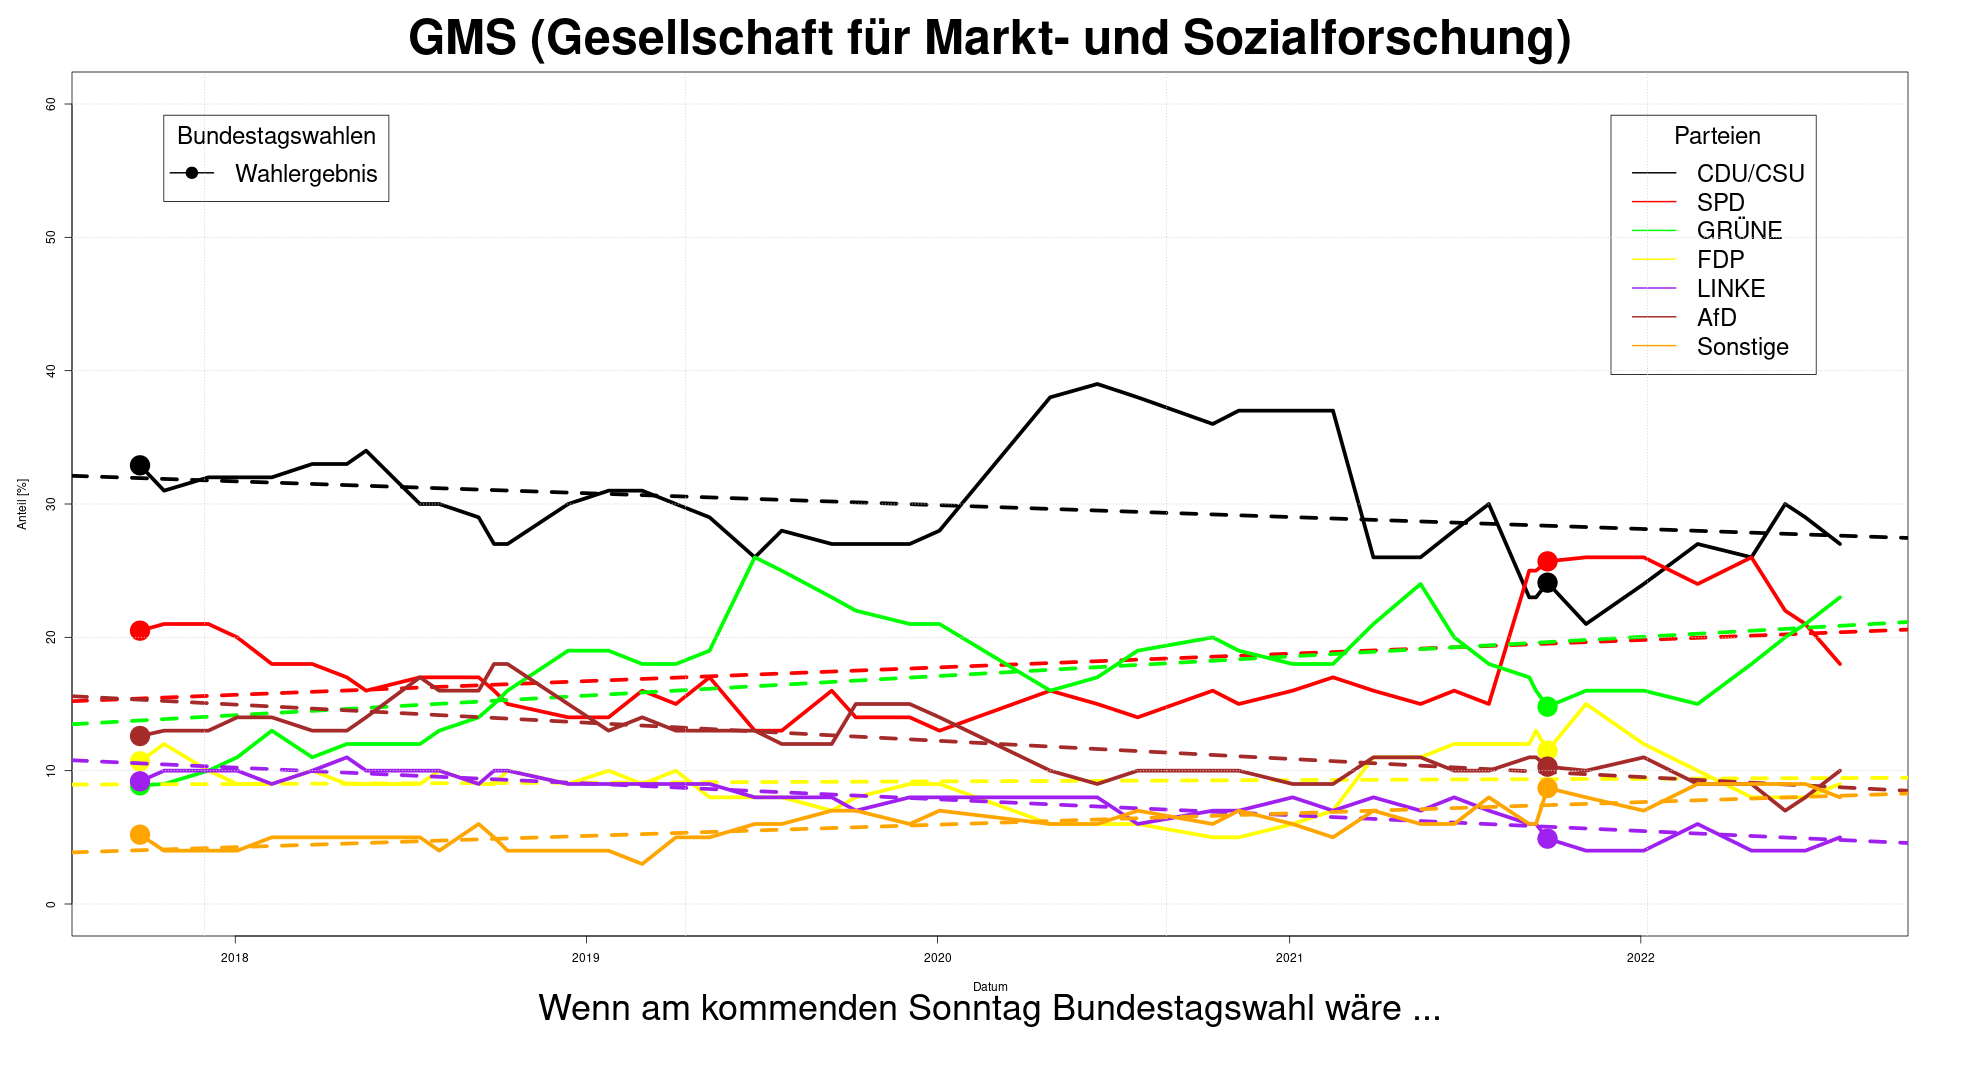 GMS (Gesellschaft für Markt- und Sozialforschung)
Bundestagswahlen
Wahlergebnis
Parteien
CDU/CSU
SPD
GRÜNE
FDP
LINKE
AfD
Sonstige
60
50
40
30
20
10
0
Anteil [%]
2018 2019 2020 2021 2022
Datum
Wenn am kommenden Sonntag Bundestagswahl wäre ...